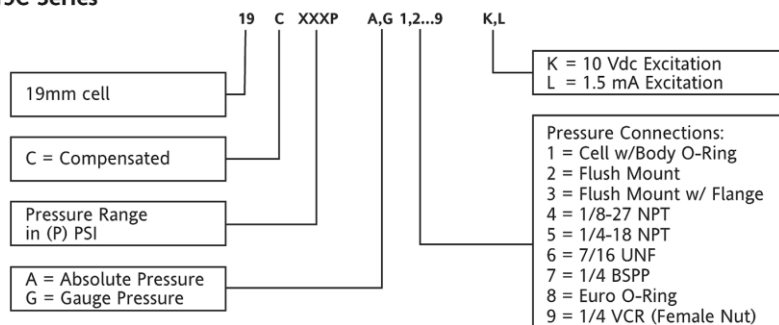 19C Series
19 C XXXP A,G 1,2...9 K,L
19mm cell
C = Compensated
Pressure Range
in (P) PSI
A = Absolute Pressure
G = Gauge Pressure
K = 10 Vdc Excitation
L = 1.5 mA Excitation
Pressure Connections:
1 = Cell w/Body O-Ring
2 = Flush Mount
3 = Flush Mount w/ Flange
4 = 1/8-27 NPT
5 = 1/4-18 NPT
6 = 7/16 UNF
7 = 1/4 BSPP
8 = Euro O-Ring
9 = 1/4 VCR (Female Nut)